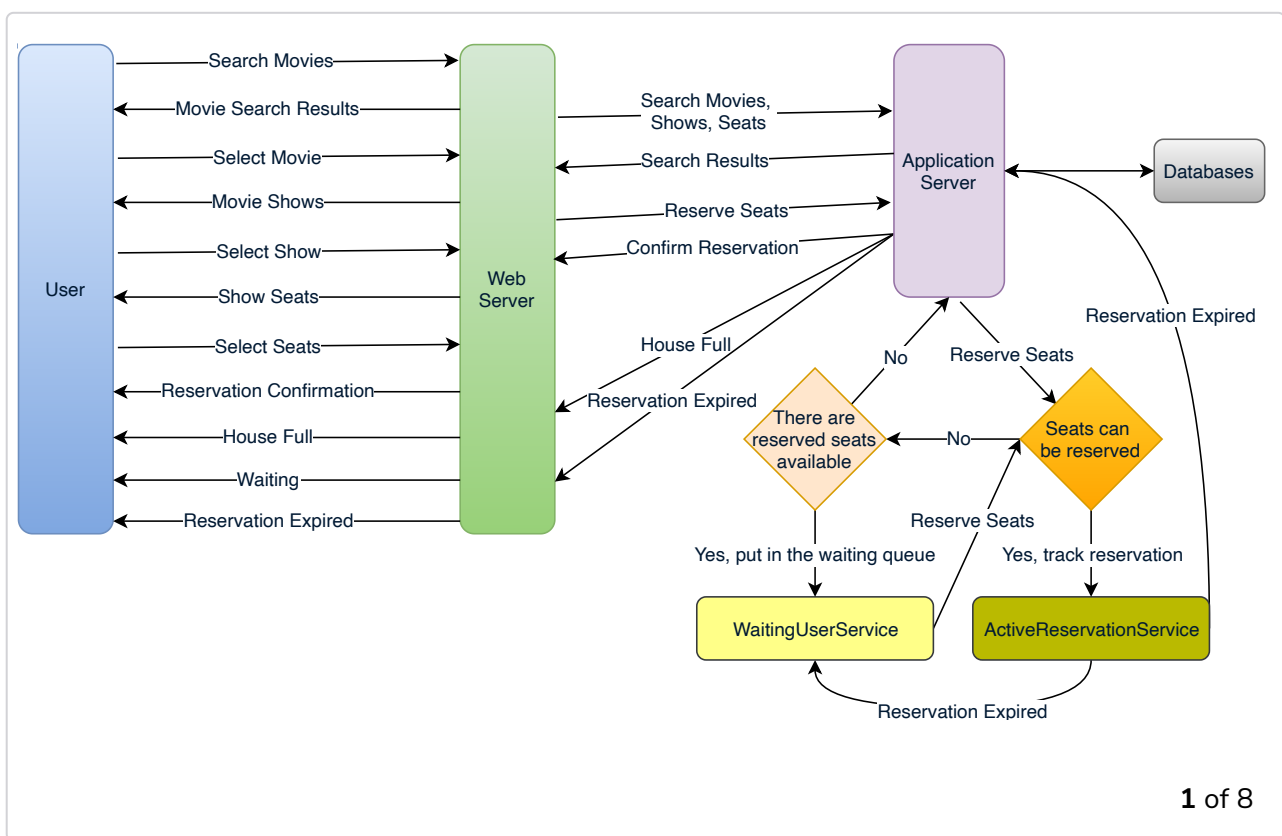 Search Movies
Movie Search Results
Select Movie
Movie Shows
Select Show
Show Seats
Select Seats
Reservation Confirmation
House Full
Waiting
Reservation Expired
User
Web
Server
Search Movies,
Shows, Seats
Search Results
Reserve Seats
Confirm Reservation
House Full
Reservation Expired
Application
Server
Databases
Reservation Expired
No
Reserve Seats
There are
reserved seats
available
No
Seats can
be reserved
Reserve Seats
Yes, put in the waiting queue
Yes, track reservation
WaitingUserService
ActiveReservationService
Reservation Expired
1 of 8